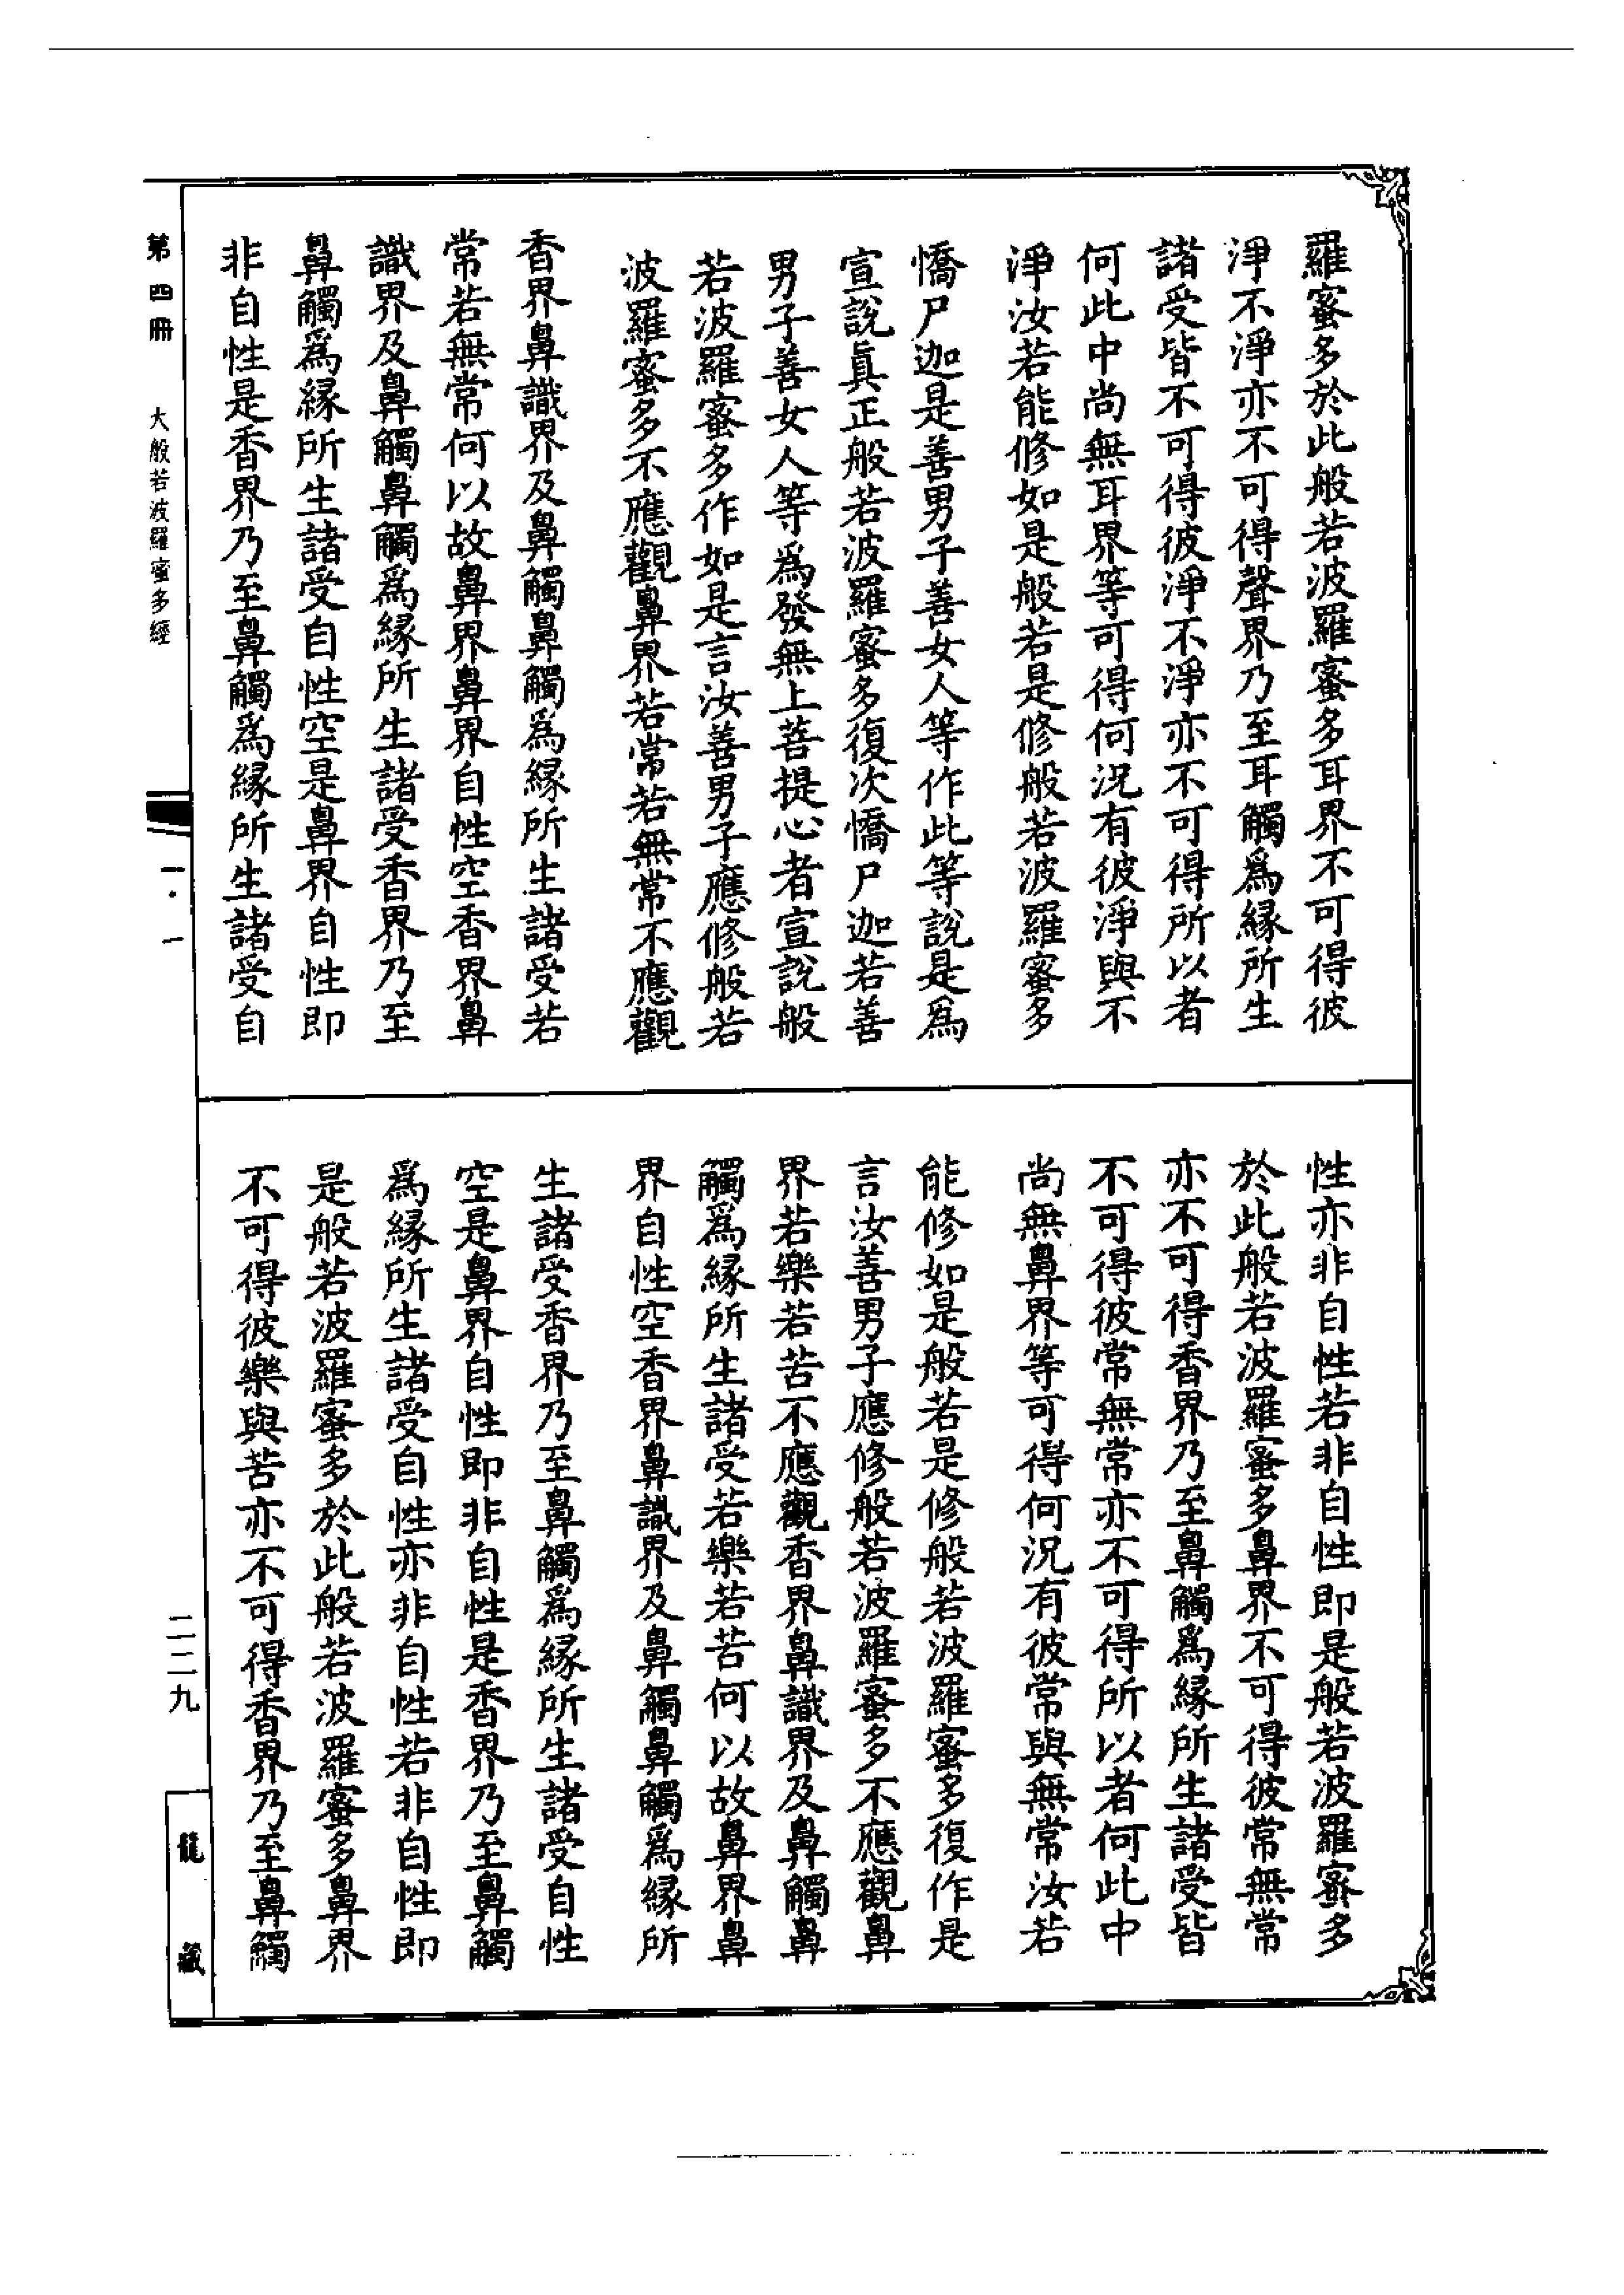 羅蜜多於此般若波羅蜜多耳界不可得彼
淨不淨亦不可得聲界乃至耳觸爲緣所生
諸受皆不可得彼淨不淨亦不可得所以者
何此中尚無耳界等可得何況有彼淨與不
淨汝若能修如是般若是修般若波羅蜜多
憍尸迦是善男子善女人等作此等說是爲
宣說眞正般若波羅蜜多復次憍尸迦若善
男子善女人等爲發無上菩提心者宣說般
若波羅蜜多作如是言汝善男子應修般若
波羅蜜多不應觀鼻界若常若無常不應觀
香界鼻識界及鼻觸鼻觸爲緣所生諸受若
常若無常何以故鼻界鼻界自性空香界鼻
識界及鼻觸鼻觸爲緣所生諸受香界乃至
鼻觸爲緣所生諸受自性空是鼻界自性即
非自性是香界乃至鼻觸爲緣所生諸受自
性亦非自性若非自性即是般若波羅蜜多
於此般若波羅蜜多鼻界不可得彼常無常
亦不可得香界乃至鼻觸爲緣所生諸受皆
不可得彼常無常亦不可得所以者何此中
尚無鼻界等可得何況有彼常與無常汝若
能修如是般若是修般若波羅蜜多復作是
言汝善男子應修般若波羅蜜多不應觀鼻
界若樂若苦不應觀香界鼻識界及鼻觸鼻
觸爲緣所生諸受若樂若苦何以故鼻界鼻
界自性空香界鼻識界及鼻觸鼻觸爲緣所
生諸受香界乃至鼻觸爲緣所生諸受自性
空是鼻界自性即非自性是香界乃至鼻觸
爲緣所生諸受自性亦非自性若非自性即
是般若波羅蜜多於此般若波羅蜜多鼻界
不可得彼樂與苦亦不可得香界乃至鼻觸
第四冊 大般若波羅蜜多經 一·一
二二九
龍藏